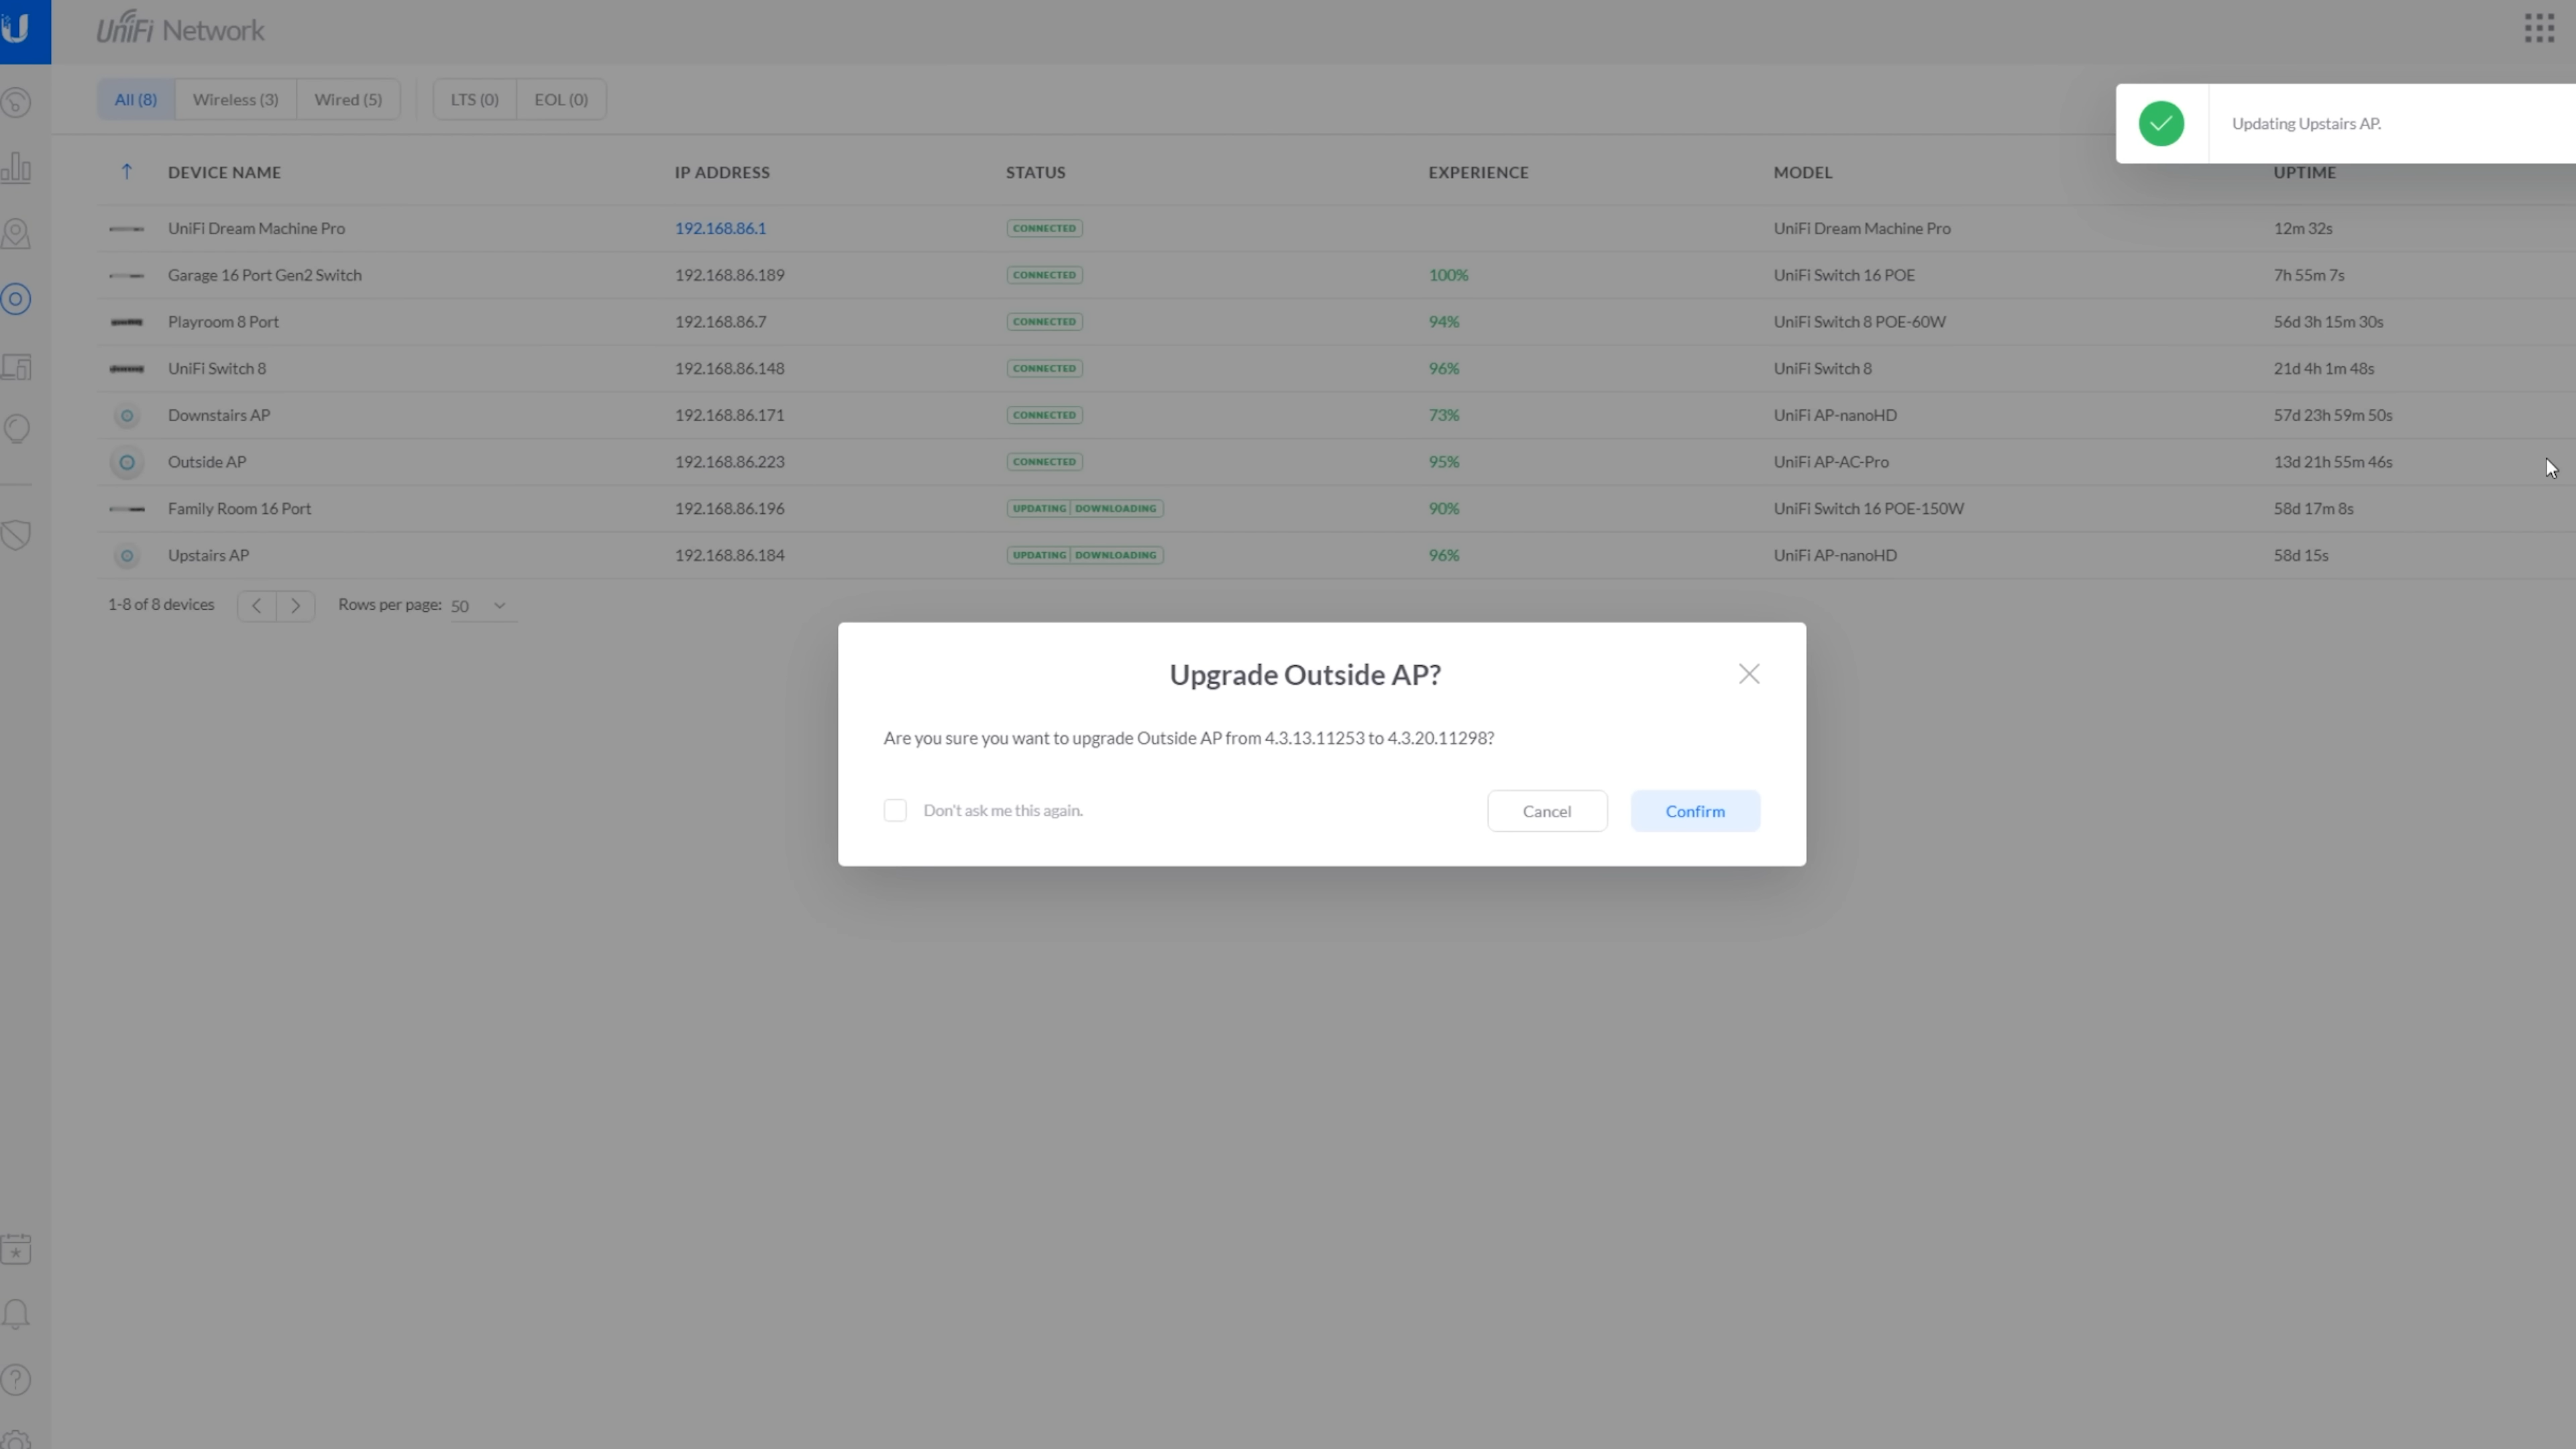 UniFi Network
All (8) Wireless (3) Wired (5) LTS (0) EOL (0)
Updating Upstairs AP.
DEVICE NAME IP ADDRESS STATUS EXPERIENCE MODEL UPTIME
UniFi Dream Machine Pro 192.168.86.1 CONNECTED UniFi Dream Machine Pro 12m 32s
Garage 16 Port Gen2 Switch 192.168.86.189 CONNECTED 100% UniFi Switch 16 POE 7h 55m 7s
Playroom 8 Port 192.168.86.7 CONNECTED 94% UniFi Switch 8 POE-60W 56d 3h 15m 30s
UniFi Switch 8 192.168.86.148 CONNECTED 96% UniFi Switch 8 21d 4h 1m 48s
Downstairs AP 192.168.86.171 CONNECTED 73% UniFi AP-nanoHD 57d 23h 59m 50s
Outside AP 192.168.86.223 CONNECTED 95% UniFi AP-AC-Pro 13d 21h 55m 46s
Family Room 16 Port 192.168.86.196 UPDATING DOWNLOADING 90% UniFi Switch 16 POE-150W 58d 17m 8s
Upstairs AP 192.168.86.184 UPDATING DOWNLOADING 96% UniFi AP-nanoHD 58d 15s
1-8 of 8 devices Rows per page: 50
Upgrade Outside AP?
Are you sure you want to upgrade Outside AP from 4.3.13.11253 to 4.3.20.11298?
Don't ask me this again. Cancel Confirm